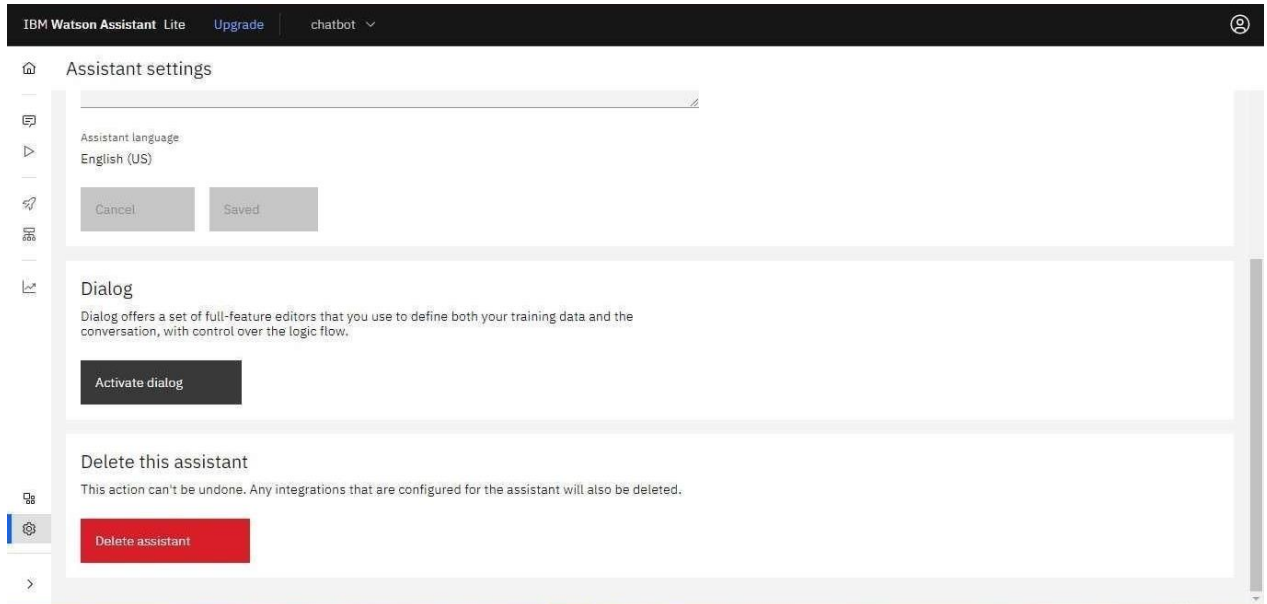 IBM Watson Assistant Lite Upgrade chatbot
Assistant settings
Assistant language
English (US)
Cancel Saved
Dialog
Dialog offers a set of full-feature editors that you use to define both your training data and the
conversation, with control over the logic flow.
Activate dialog
Delete this assistant
This action can't be undone. Any integrations that are configured for the assistant will also be deleted.
Delete assistant